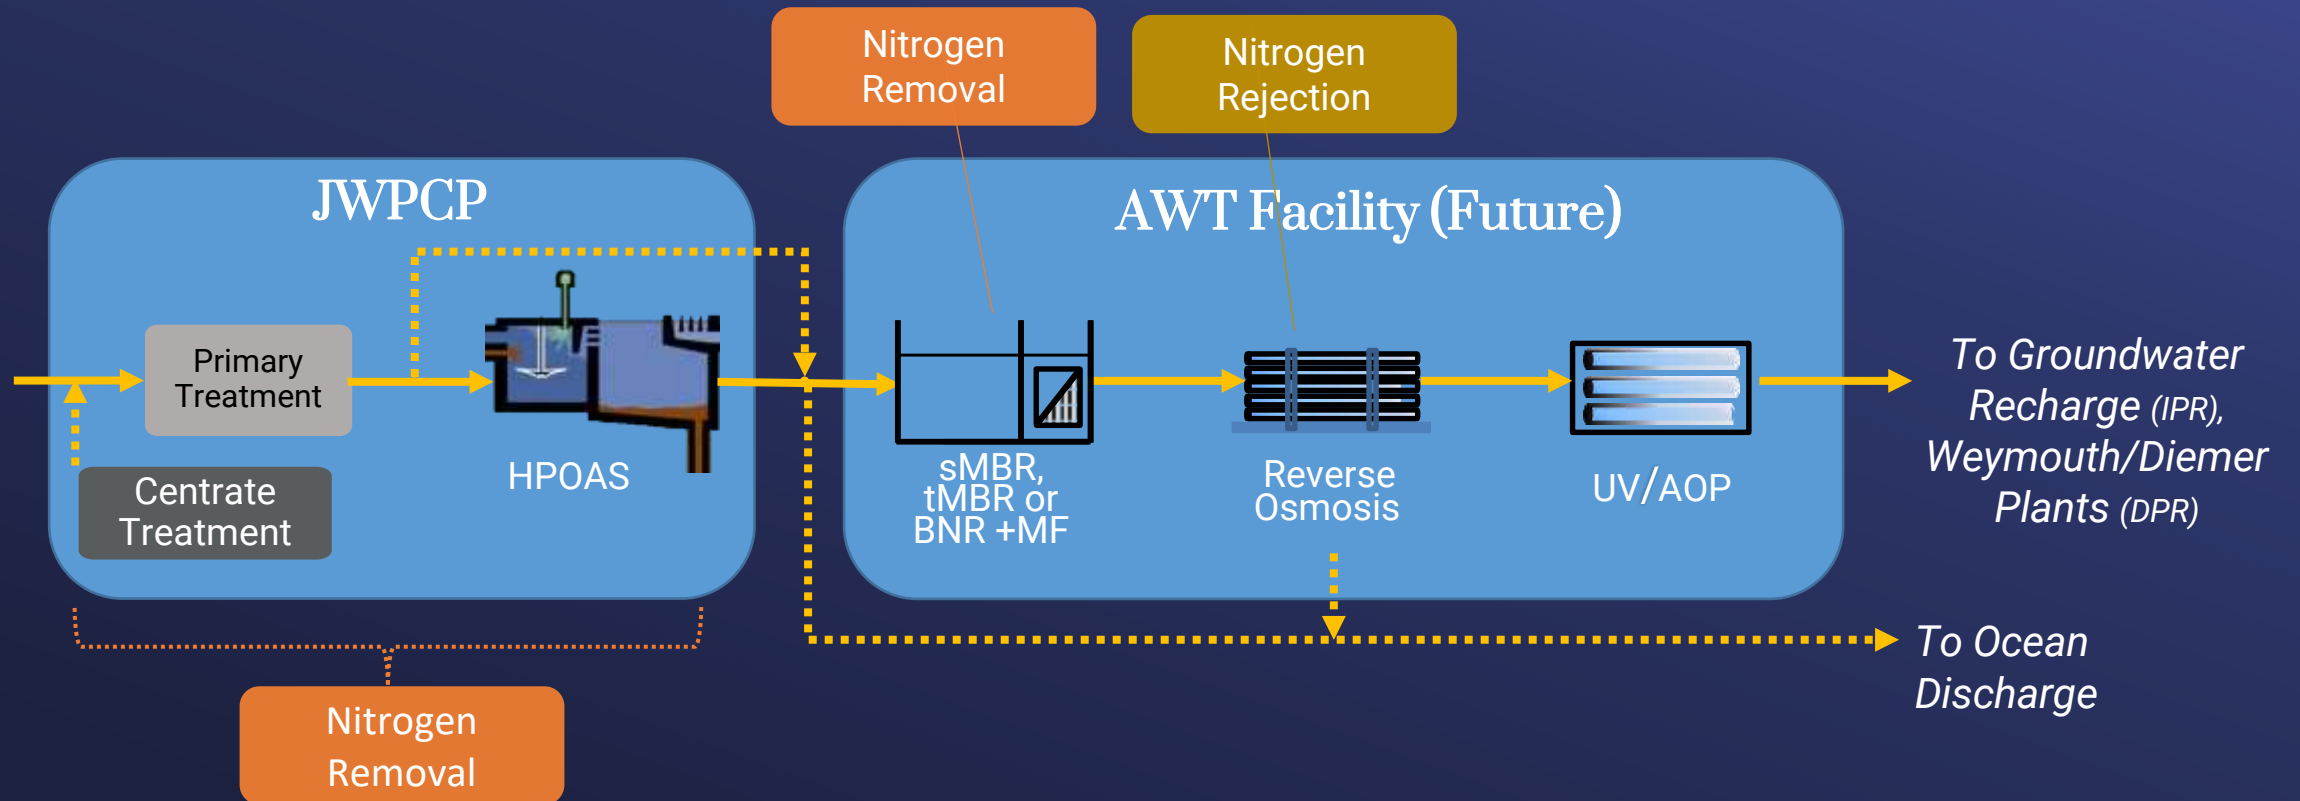 Nitrogen
Removal
Nitrogen
Rejection
JWPCP
AWT Facility (Future)
Primary
Treatment
Centrate
Treatment
HPOAS
sMBR,
tMBR or
BNR +MF
Reverse
Osmosis
UV/AOP
To Groundwater
Recharge (IPR),
Weymouth/Diemer
Plants (DPR)
To Ocean
Discharge
Nitrogen
Removal